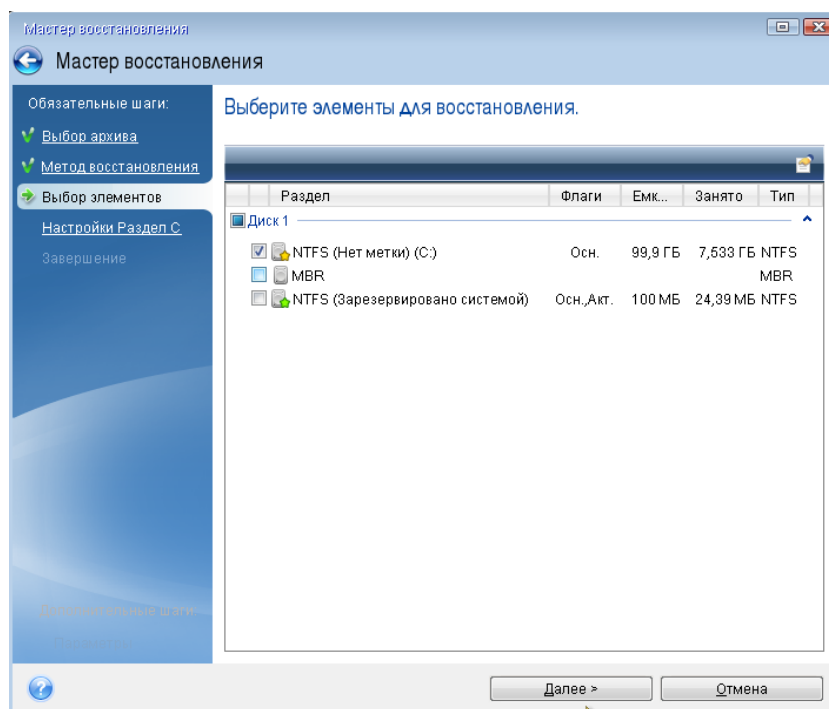 Мастер восстановления
Мастер восстановления
Обязательные шаги:
Выбор архива
Метод восстановления
Выбор элементов
Настройки Раздел C
Завершение
Выберите элементы для восстановления.
Раздел Флаги Емк... Занято Тип
Диск 1
NTFS (Нет метки) (C:) Осн. 99,9 ГБ 7,533 ГБ NTFS
MBR MBR
NTFS (Зарезервировано системой) Осн.,Акт. 100 МБ 24,39 МБ NTFS
шаги
Далее >
Отмена